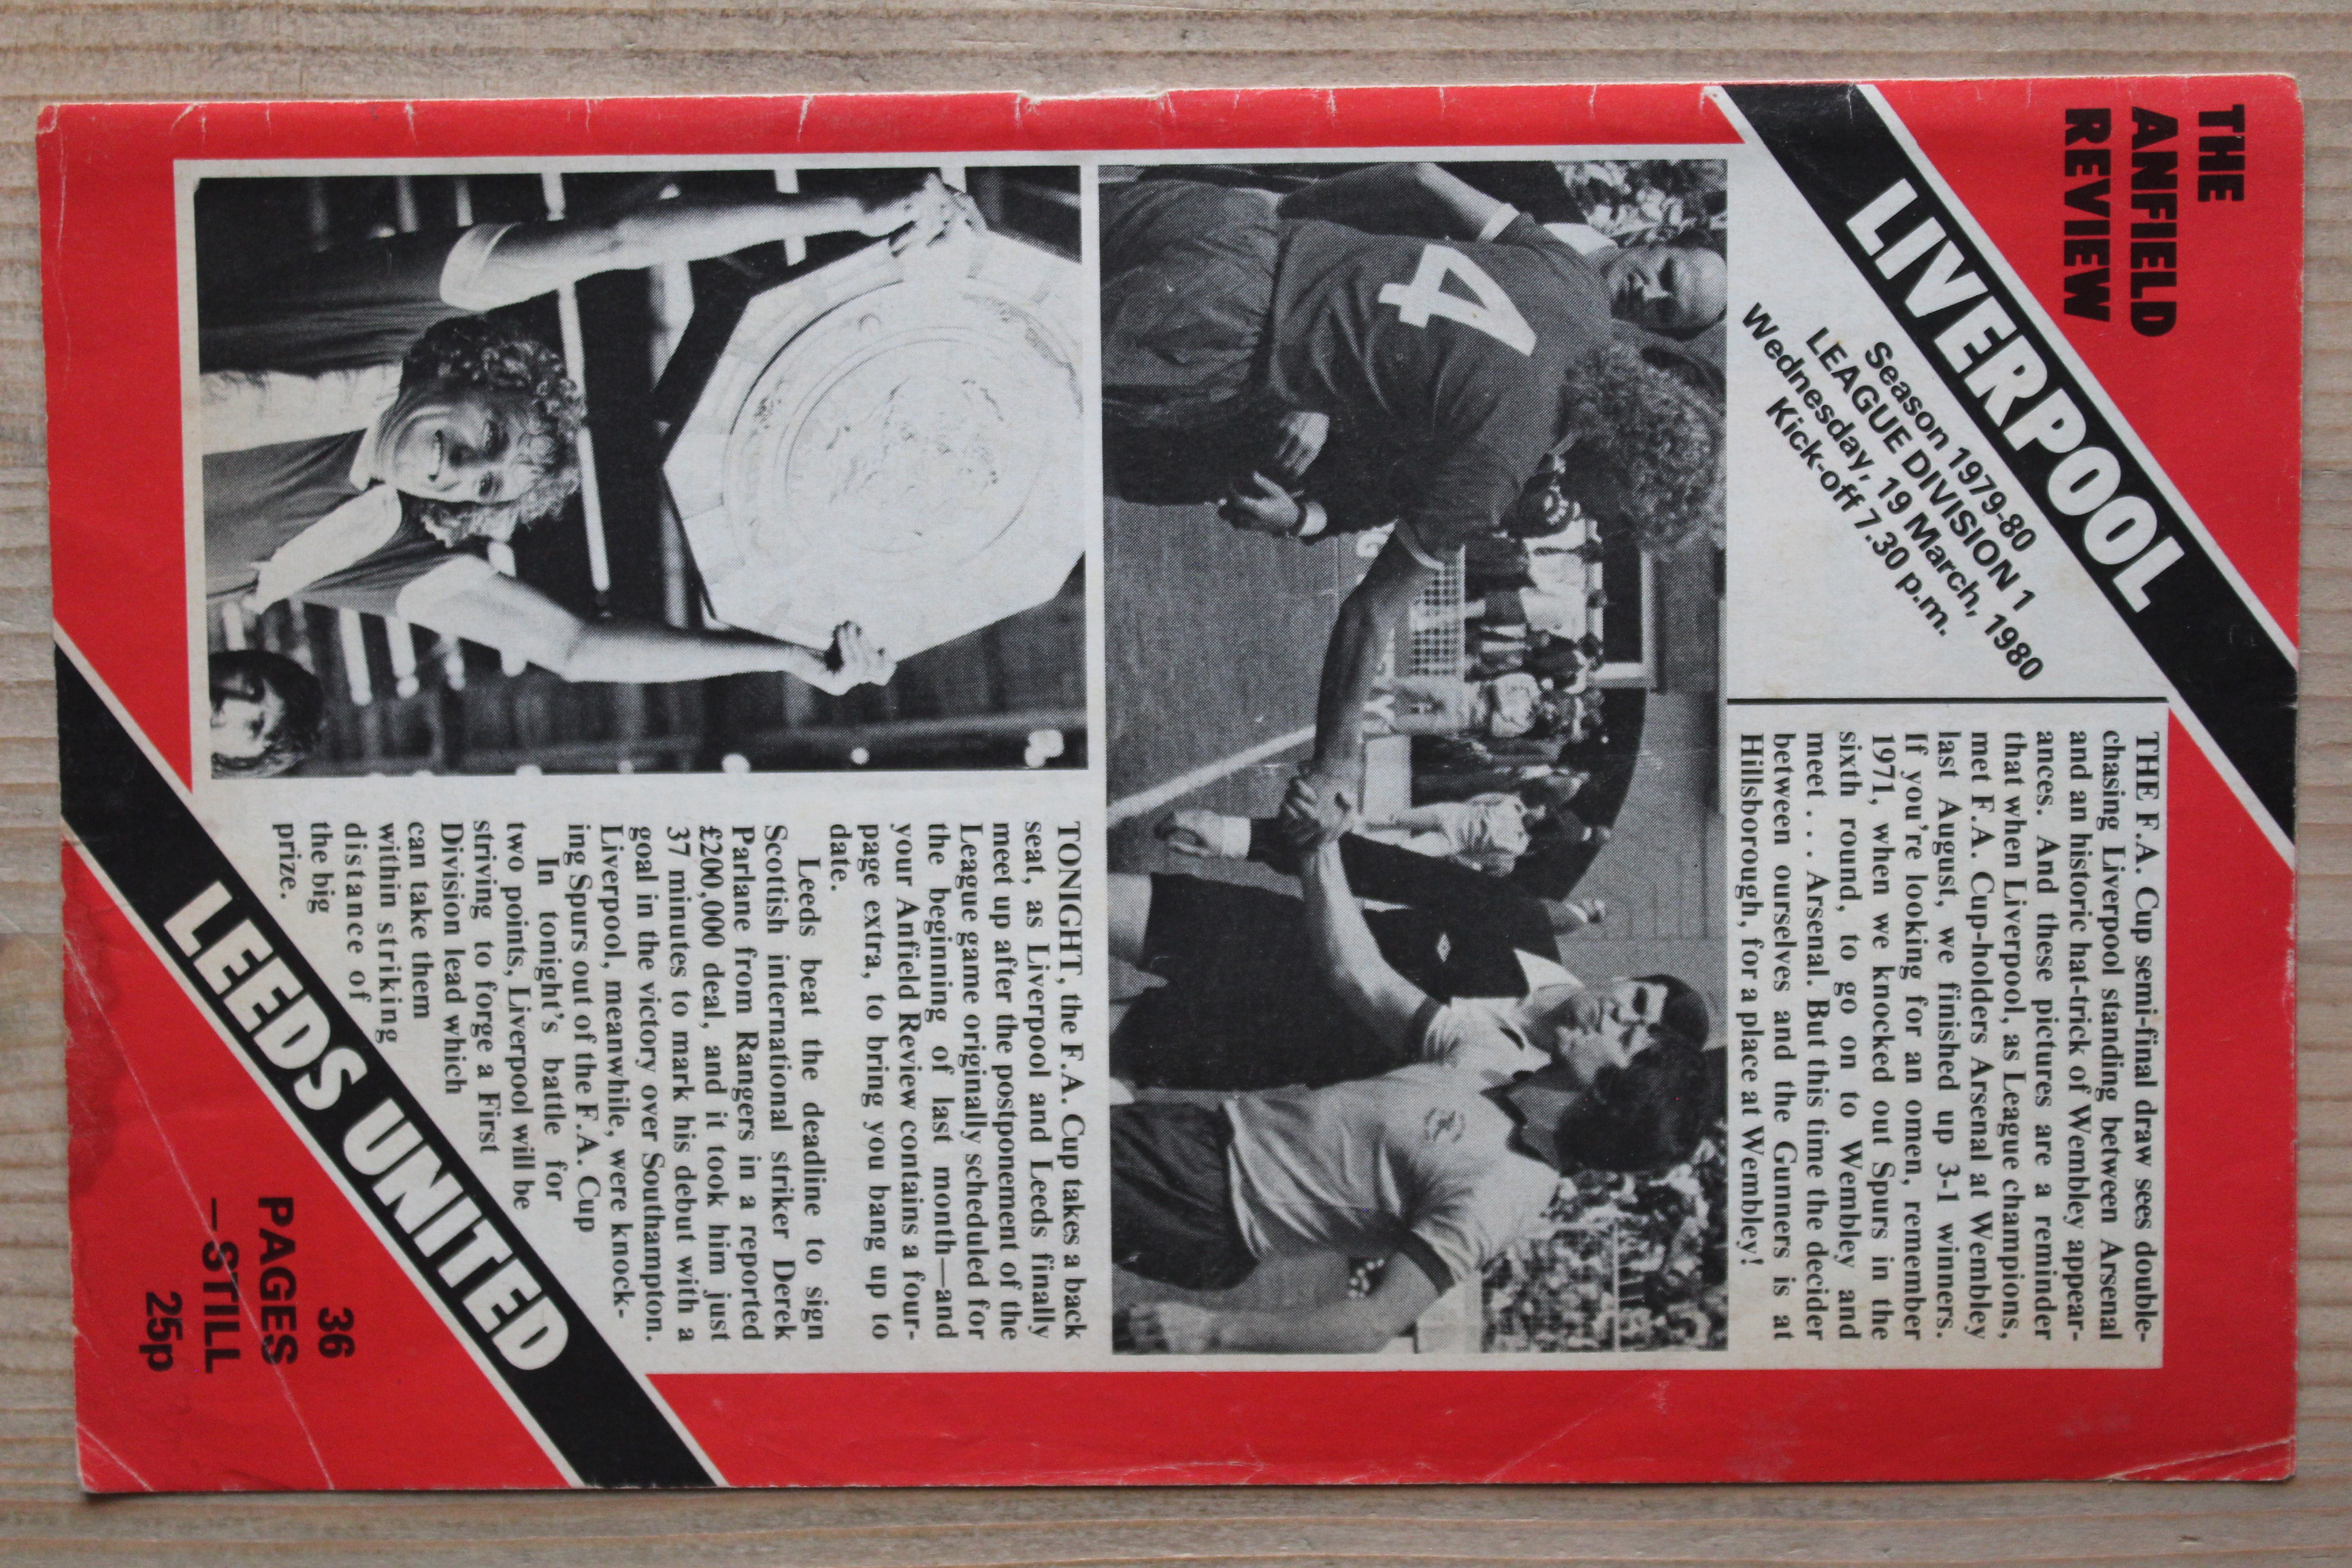 THE
ANFIELD
REVIEW
LIVERPOOL
Season 1979-80
LEAGUE DIVISION 1
Wednesday, 19 March, 1980
Kick-off 7.30 p.m.
THE F.A. Cup semi-final draw sees double-
chasing Liverpool standing between Arsenal
and an historic hat-trick of Wembley appear-
ances. And these pictures are a reminder
that when Liverpool, as League champions,
met F.A. Cup-holders Arsenal at Wembley
last August, we finished up 3-1 winners.
If you're looking for an omen, remember
1971, when we knocked out Spurs in the
sixth round, to go on to Wembley and
meet . . . Arsenal. But this time the decider
between ourselves and the Gunners is at
Hillsborough, for a place at Wembley!
4
TONIGHT, the F.A. Cup takes a back
seat, as Liverpool and Leeds finally
meet up after the postponement of the
League game originally scheduled for
the beginning of last month—and
your Anfield Review contains a four-
page extra, to bring you bang up to
date.
Leeds beat the deadline to sign
Scottish international striker Derek
Parlane from Rangers in a reported
£200,000 deal, and it took him just
37 minutes to mark his debut with a
goal in the victory over Southampton.
Liverpool, meanwhile, were knock-
ing Spurs out of the F.A. Cup
In tonight's battle for
two points, Liverpool will be
striving to forge a First
Division lead which
can take them
within striking
distance of
the big
prize.
LEEDS UNITED
36
PAGES
—STILL
25p